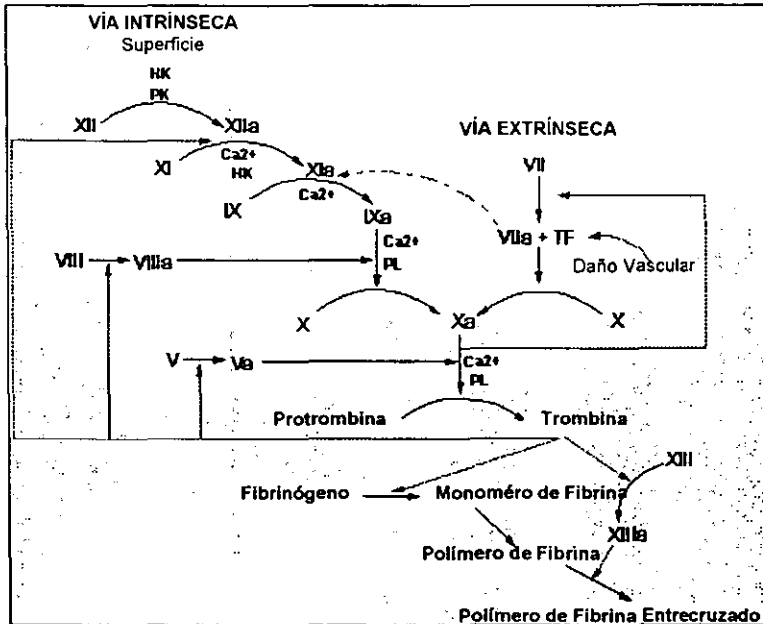 VÍA INTRÍNSECA
Superficie
HK
PK
XII XIIa
VÍA EXTRÍNSECA
XI Ca2+ XIa VII
HK
IX Ca2+ IXa
Ca2+ VIIa + TF
VIII VIIIa PL Daño Vascular
X Xa X
V Va Ca2+
PL
Protrombina Trombina
XIII
Fibrinógeno Monoméro de Fibrina
XIIIa
Polímero de Fibrina
Polímero de Fibrina Entrecruzado